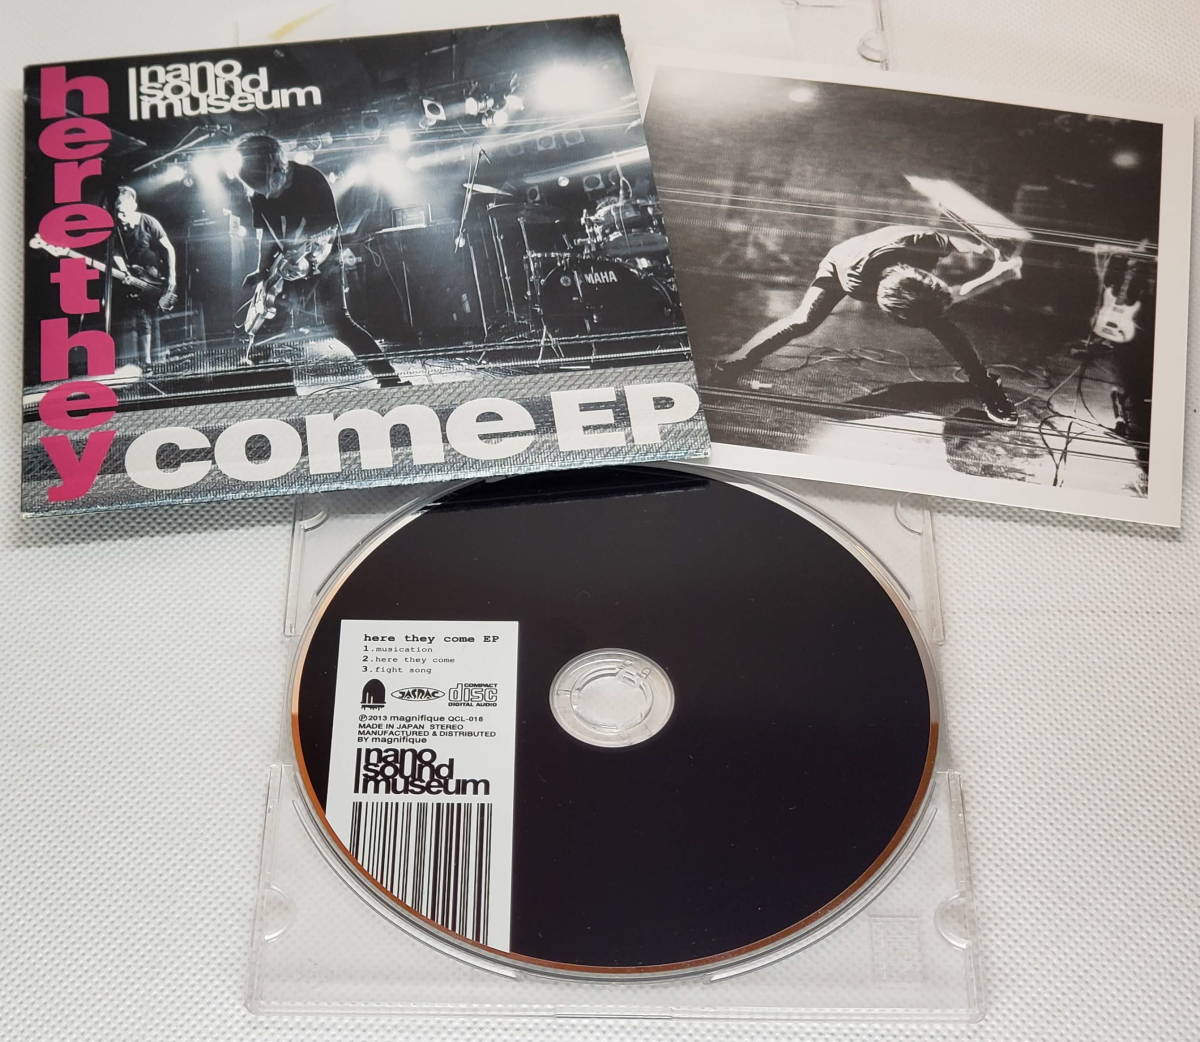 here they
nano
sound
museum
come EP
YAMAHA
here they come EP
1.musication
2.here they come
3.fight song
JASRAC
COMPACT
disc
DIGITAL AUDIO
℗2013 magnifique QCL-016
MADE IN JAPAN STEREO
MANUFACTURED & DISTRIBUTED
BY magnifique
nano
sound
museum